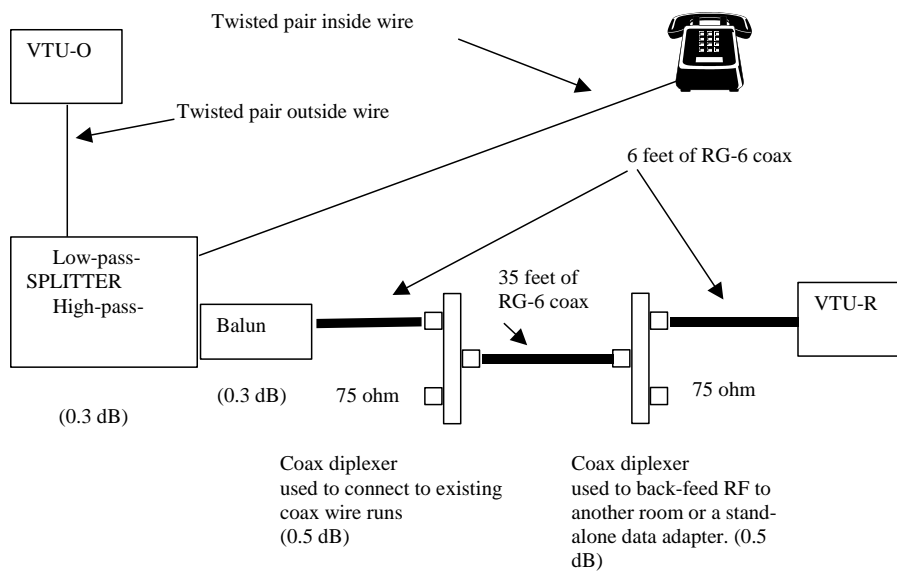 Twisted pair inside wire
VTU-O
Twisted pair outside wire
6 feet of RG-6 coax
Low-pass-
SPLITTER
High-pass-
35 feet of
RG-6 coax
Balun
VTU-R
(0.3 dB)
(0.3 dB)
75 ohm
75 ohm
Coax diplexer
used to connect to existing
coax wire runs
(0.5 dB)
Coax diplexer
used to back-feed RF to
another room or a stand-
alone data adapter. (0.5
dB)